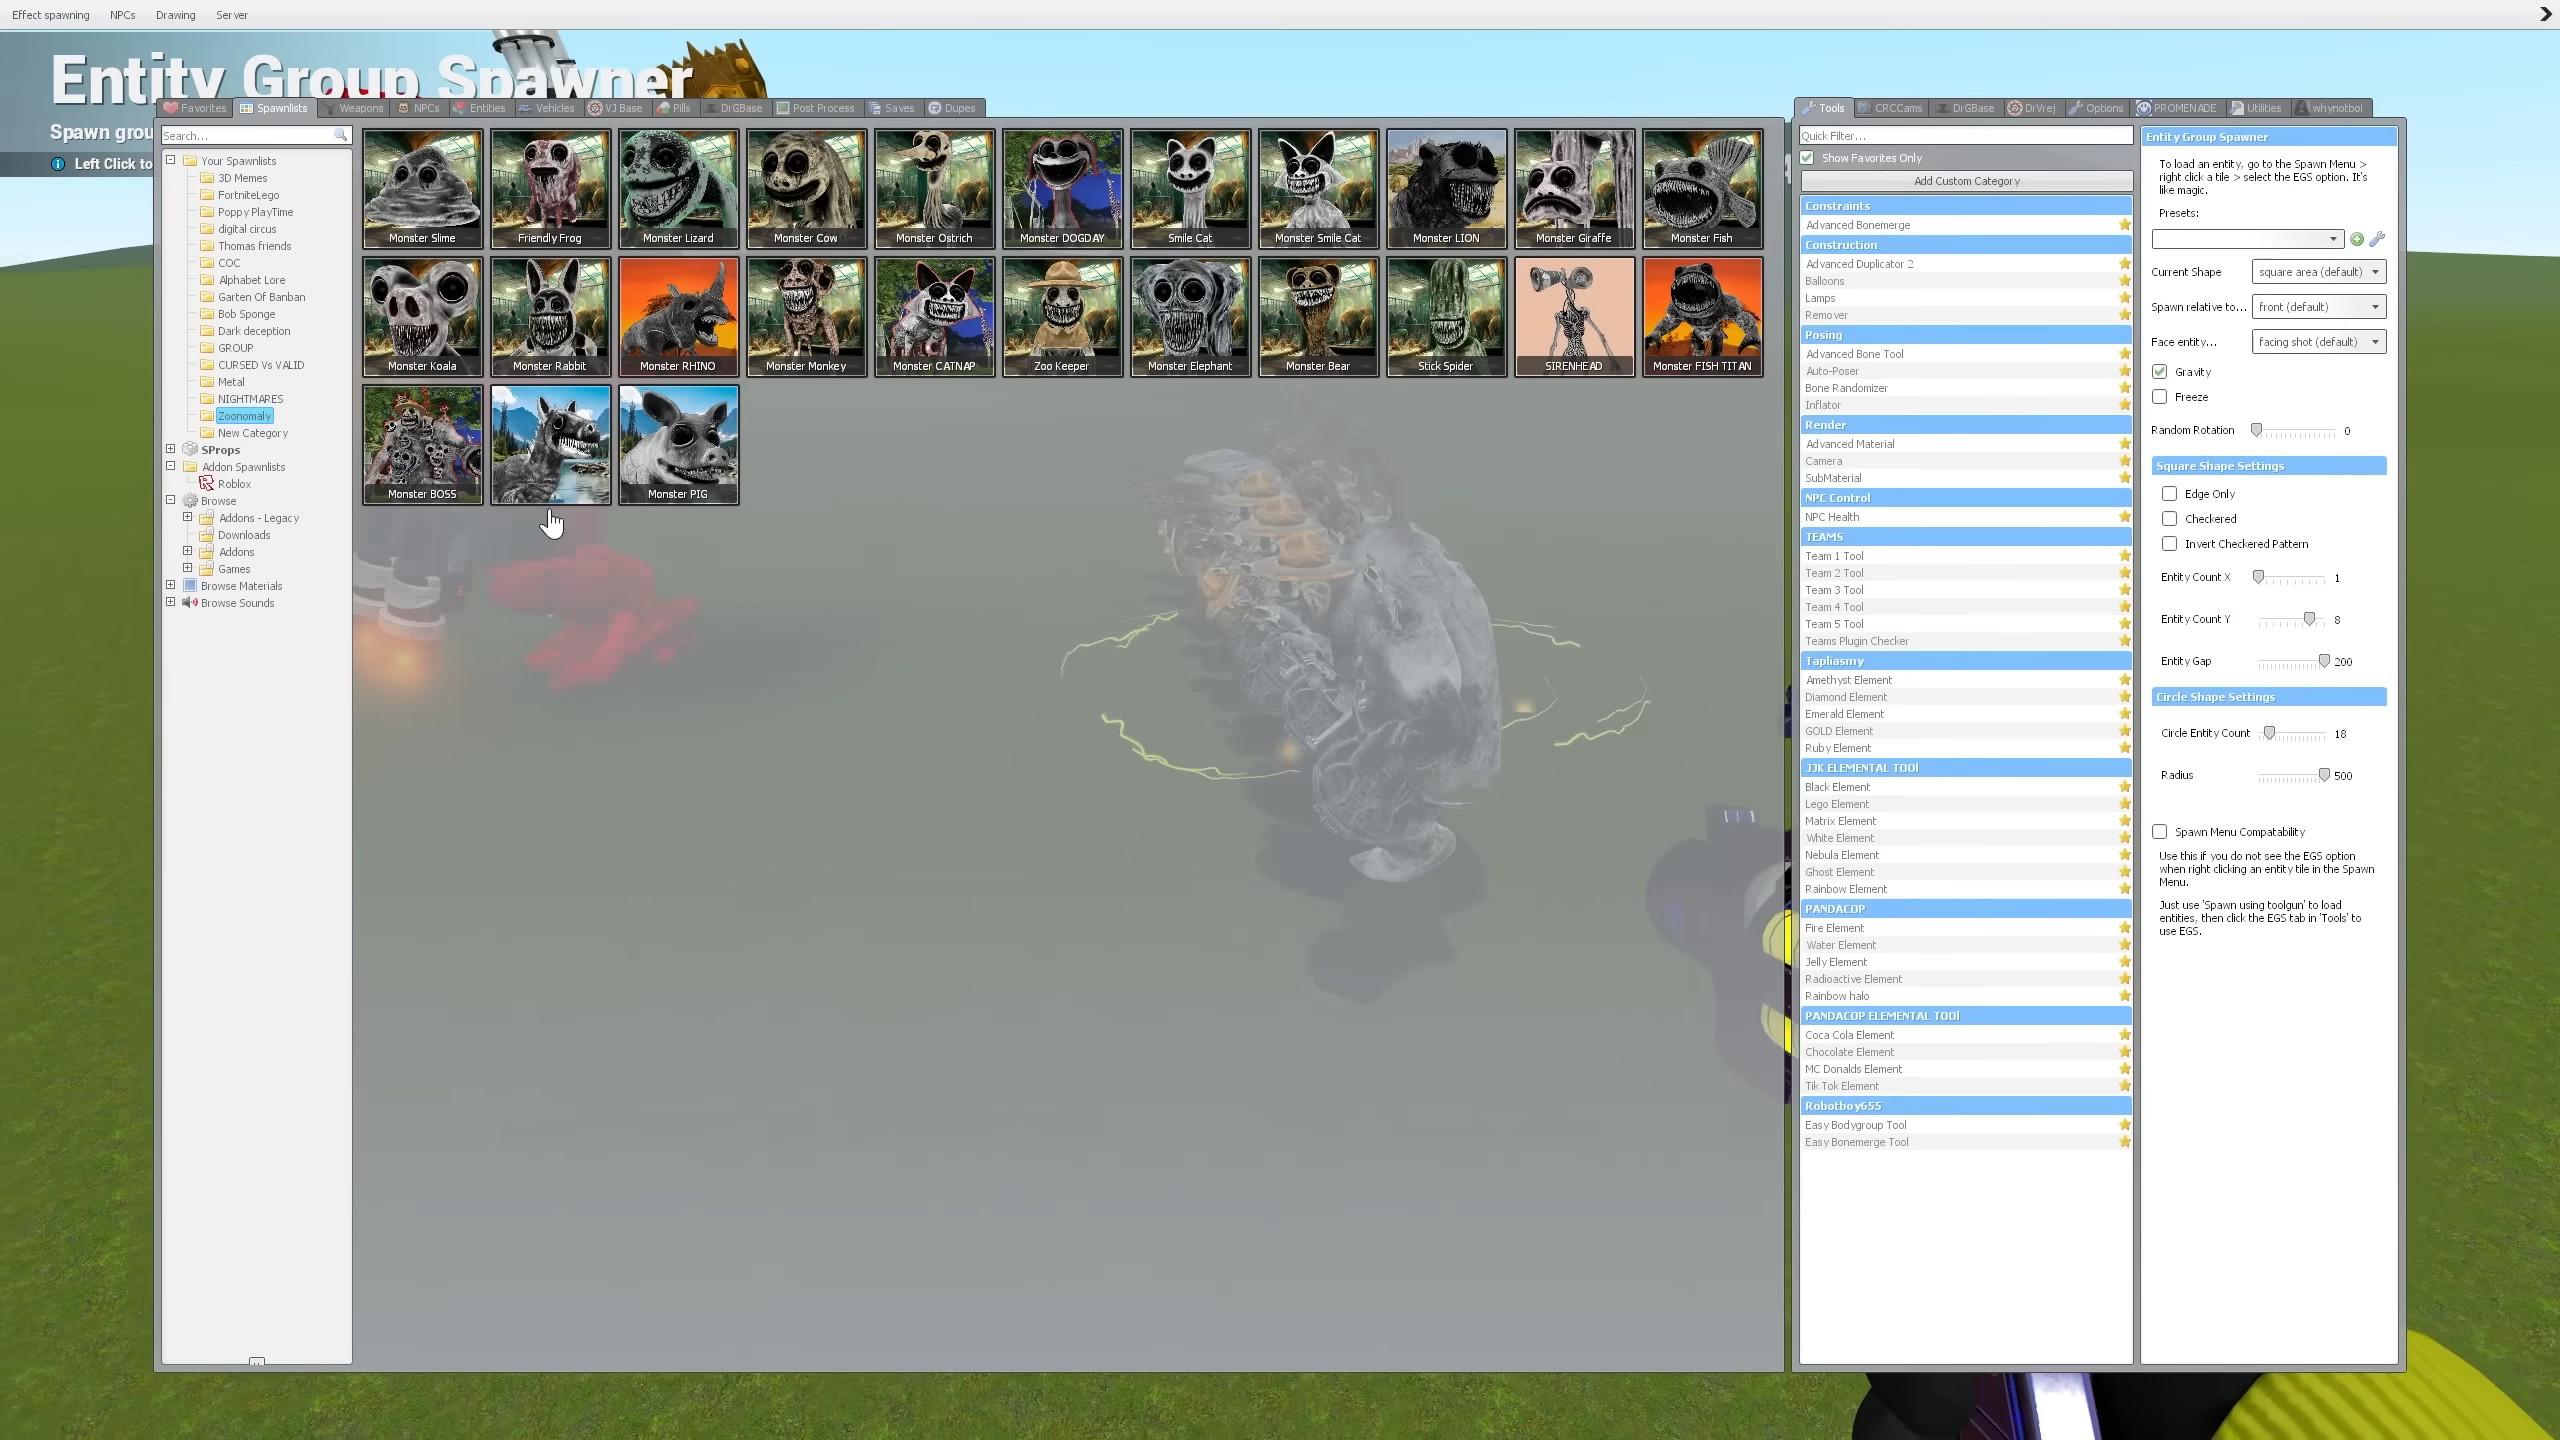 Effect spawning NPCs Drawing Server
Entity Group Spawner
Spawn grou
Left Click to
Favorites Spawnlists Weapons NPCs Entities Vehicles VJ Base Pills DrGBase Post Process Saves Dupes
Search...
Your Spawnlists
3D Memes
FortniteLego
Poppy PlayTime
digital circus
Thomas friends
COC
Alphabet Lore
Garten Of Banban
Bob Sponge
Dark deception
GROUP
CURSED Vs VALID
Metal
NIGHTMARES
Zoonomaly
New Category
SProps
Addon Spawnlists
Roblox
Browse
Addons - Legacy
Downloads
Addons
Games
Browse Materials
Browse Sounds
Monster Slime Friendly Frog Monster Lizard Monster Cow Monster Ostrich Monster DOGDAY Smile Cat Monster Smile Cat Monster LION Monster Giraffe Monster Fish
Monster Koala Monster Rabbit Monster RHINO Monster Monkey Monster CATNAP Zoo Keeper Monster Elephant Monster Bear Stick Spider SIRENHEAD Monster FISH TITAN
Monster BOSS Monster PIG
Tools CRCCams DrGBase DrVrej Options PROMENADE Utilities whynotboi
Quick Filter...
Show Favorites Only
Add Custom Category
Constraints
Advanced Bonemerge
Construction
Advanced Duplicator 2
Balloons
Lamps
Remover
Posing
Advanced Bone Tool
Auto-Poser
Bone Randomizer
Inflator
Render
Advanced Material
Camera
SubMaterial
NPC Control
NPC Health
TEAMS
Team 1 Tool
Team 2 Tool
Team 3 Tool
Team 4 Tool
Team 5 Tool
Teams Plugin Checker
Tapliasmy
Amethyst Element
Diamond Element
Emerald Element
GOLD Element
Ruby Element
JJK ELEMENTAL TOOl
Black Element
Lego Element
Matrix Element
White Element
Nebula Element
Ghost Element
Rainbow Element
PANDACOP
Fire Element
Water Element
Jelly Element
Radioactive Element
Rainbow halo
PANDACOP ELEMENTAL TOOl
Coca Cola Element
Chocolate Element
MC Donalds Element
Tik Tok Element
Robotboy655
Easy Bodygroup Tool
Easy Bonemerge Tool
Entity Group Spawner
To load an entity, go to the Spawn Menu >
right click a tile > select the EGS option. It's
like magic.
Presets:
Current Shape square area (default)
Spawn relative to... front (default)
Face entity... facing shot (default)
Gravity
Freeze
Random Rotation 0
Square Shape Settings
Edge Only
Checkered
Invert Checkered Pattern
Entity Count X 1
Entity Count Y 8
Entity Gap 200
Circle Shape Settings
Circle Entity Count 18
Radius 500
Spawn Menu Compatability
Use this if you do not see the EGS option
when right clicking an entity tile in the Spawn
Menu.
Just use 'Spawn using toolgun' to load
entities, then click the EGS tab in 'Tools' to
use EGS.